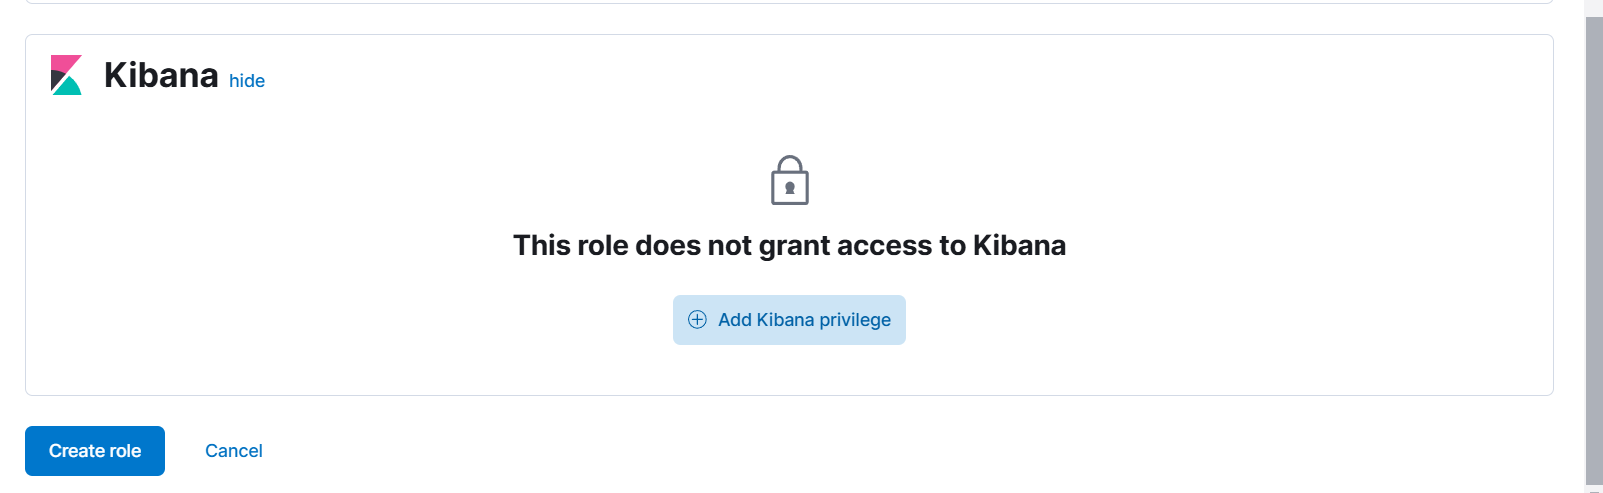 Kibana hide
This role does not grant access to Kibana
Add Kibana privilege
Create role Cancel